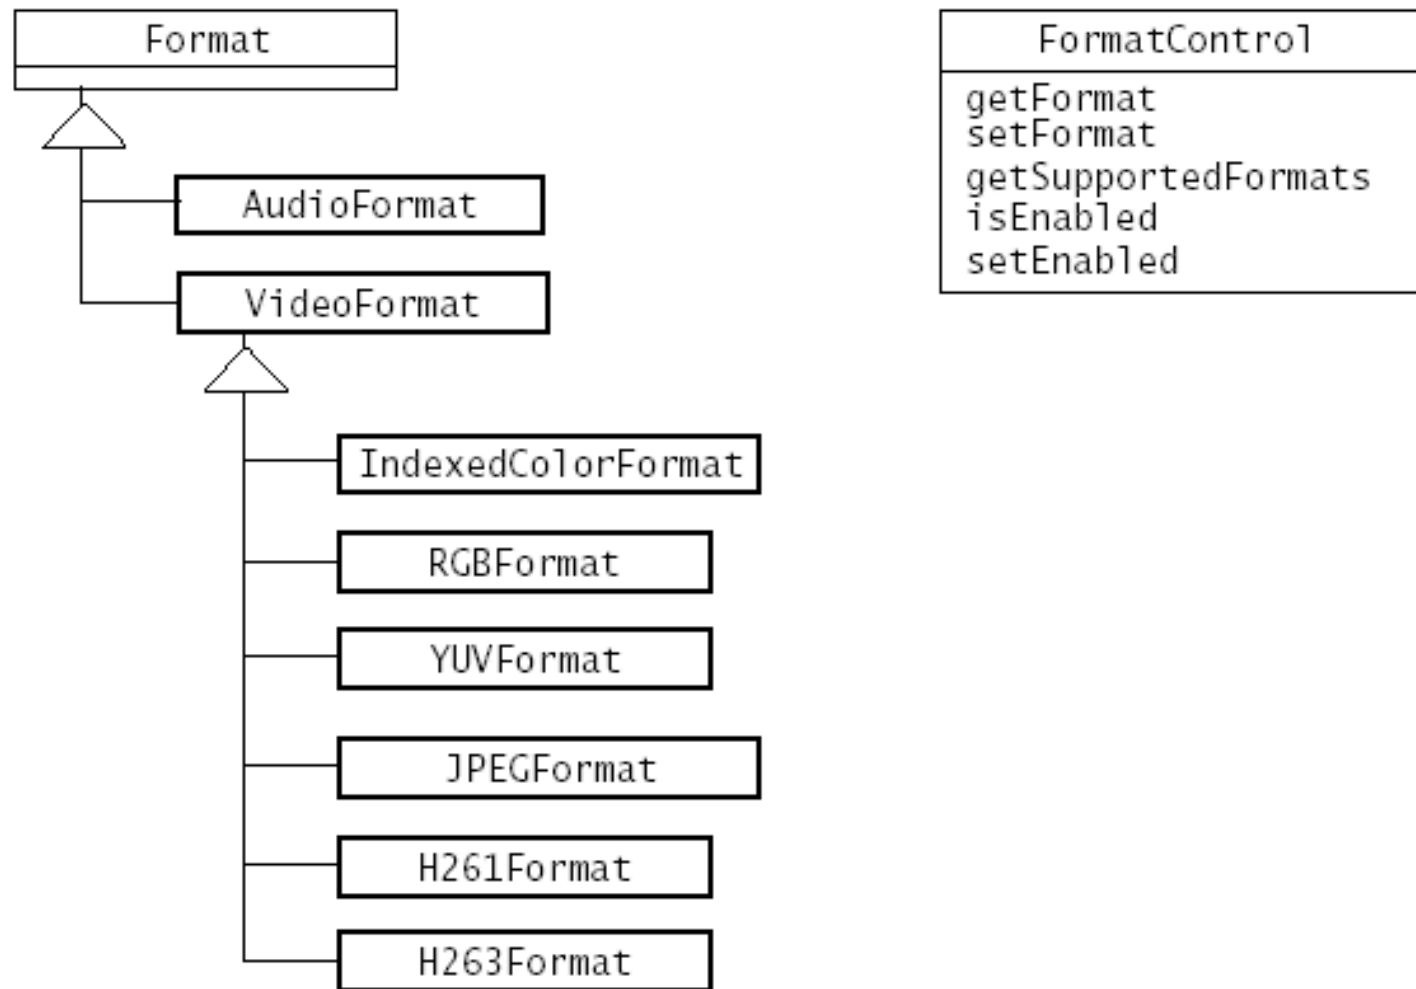 Format
AudioFormat
VideoFormat
IndexedColorFormat
RGBFormat
YUVFormat
JPEGFormat
H261Format
H263Format
FormatControl
getFormat
setFormat
getSupportedFormats
isEnabled
setEnabled